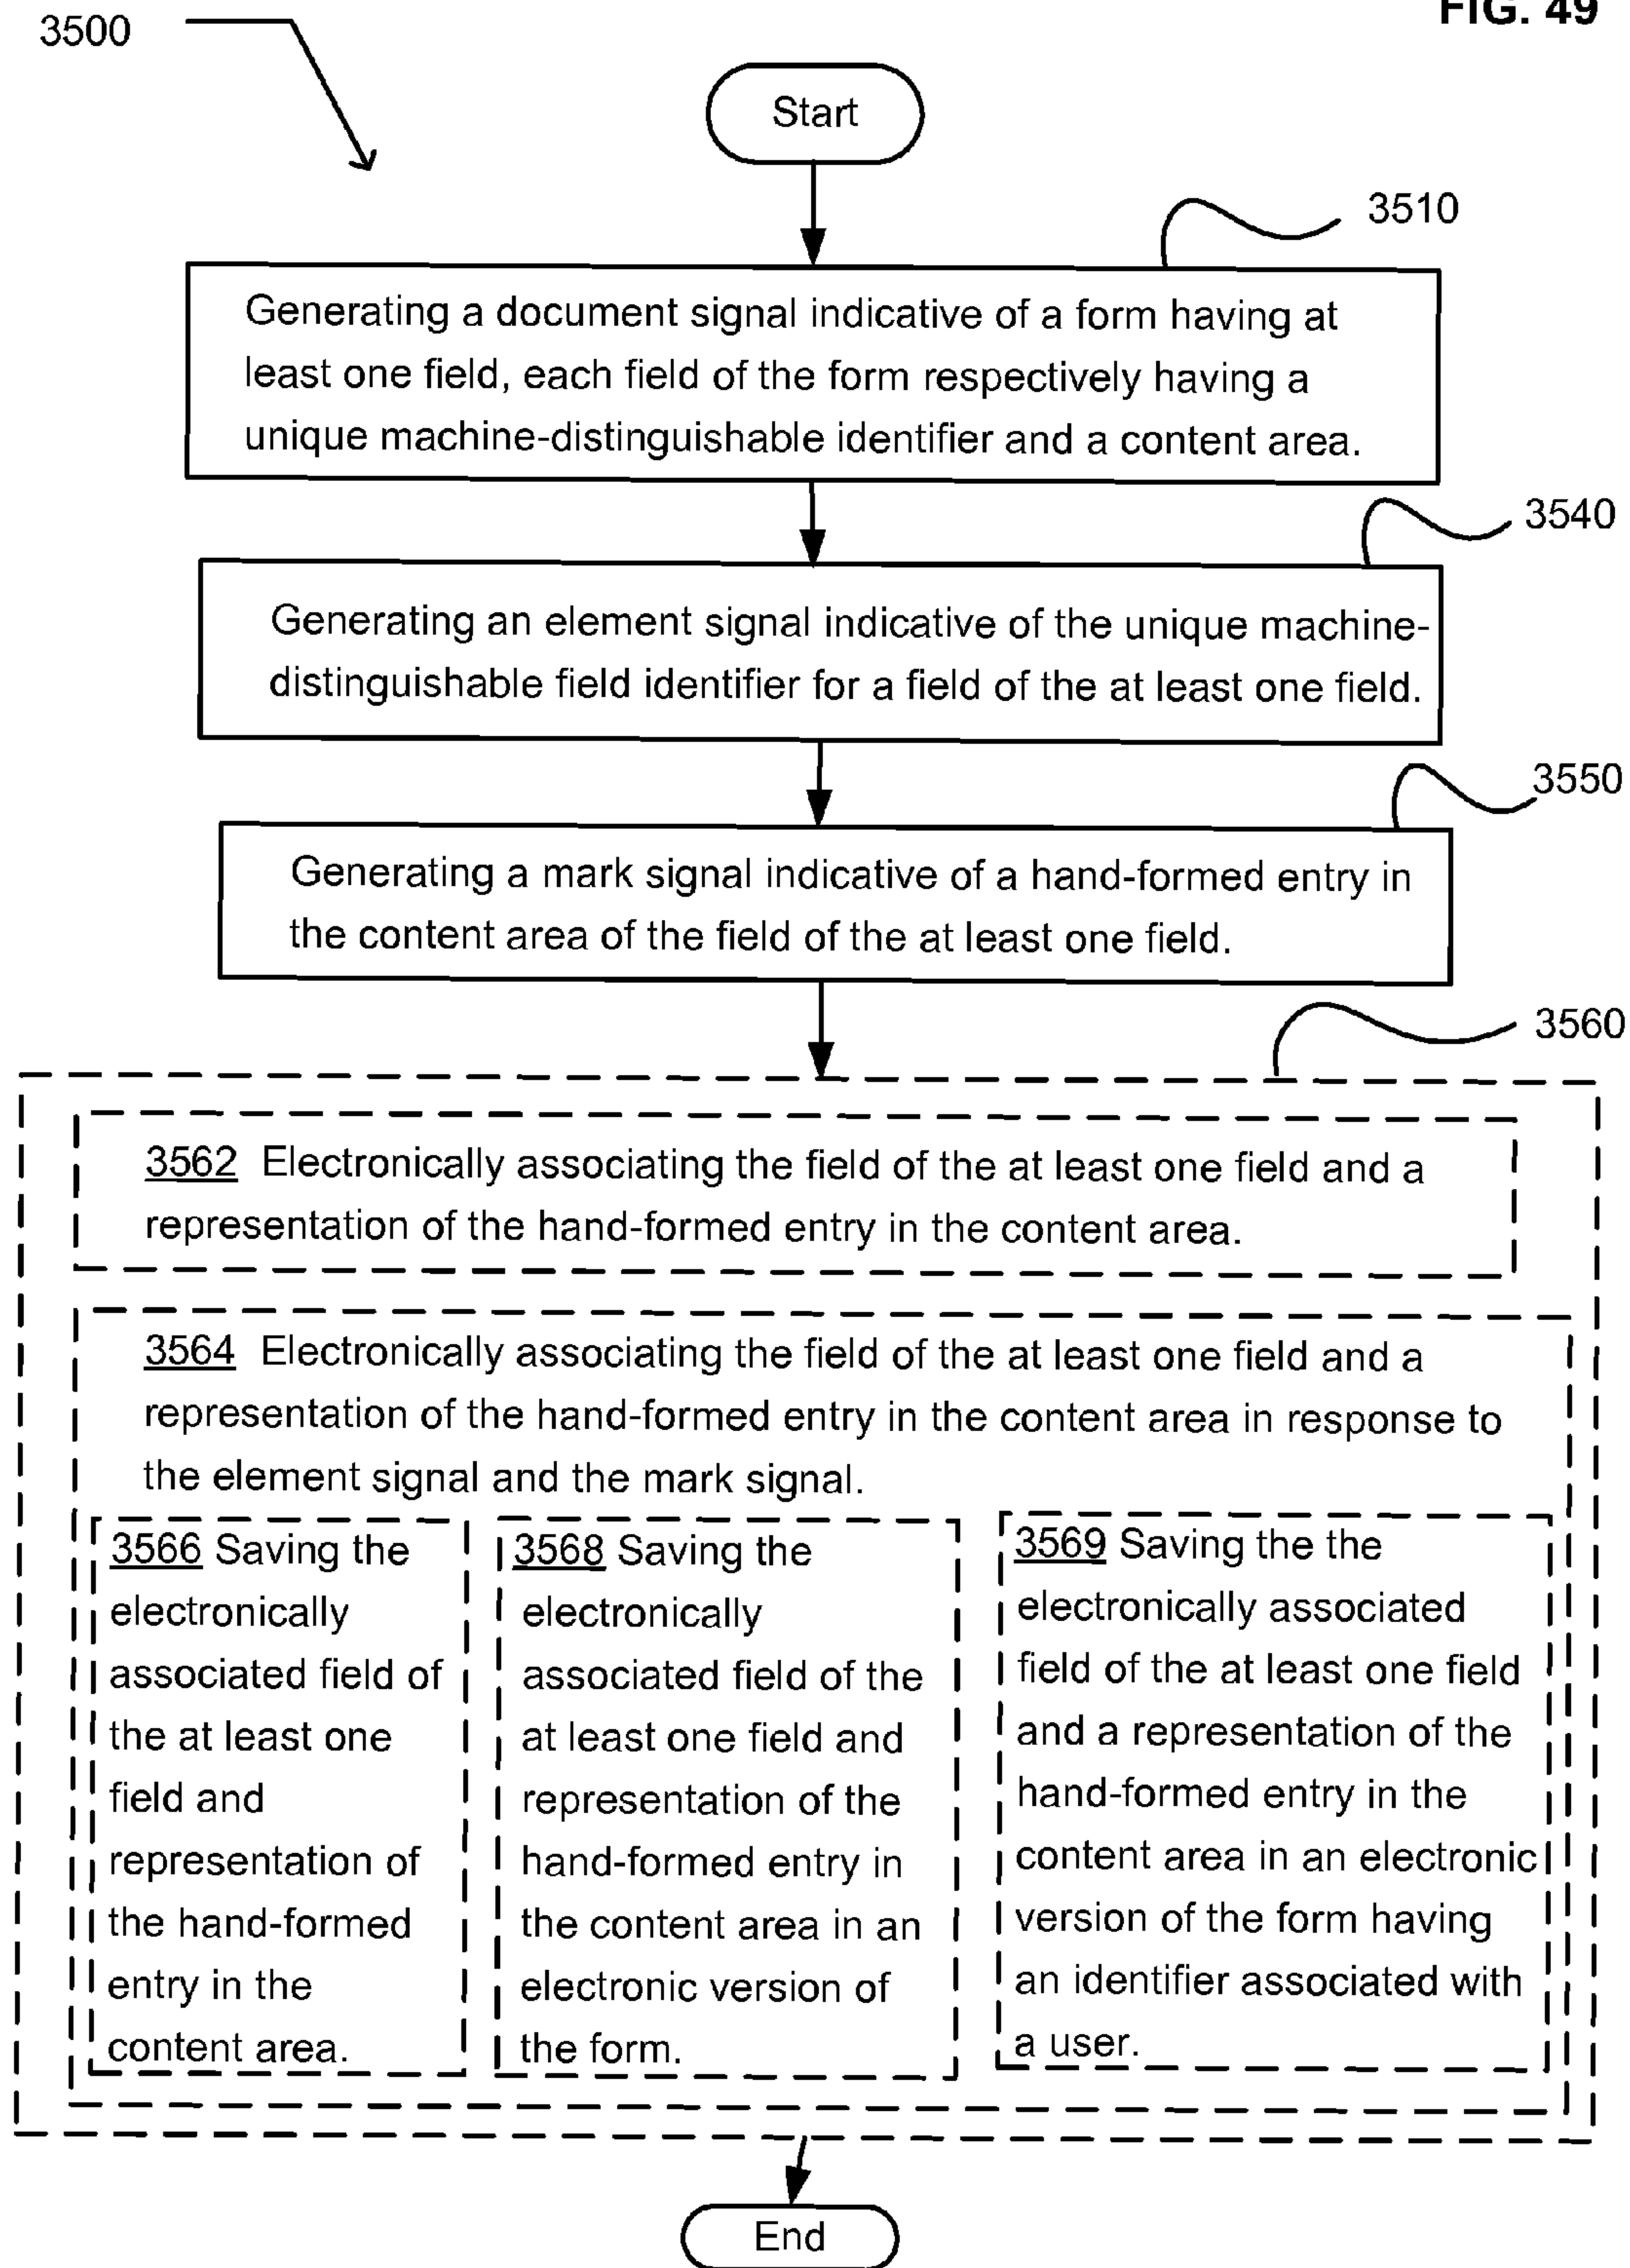 3500
FIG. 49
Start
3510
Generating a document signal indicative of a form having at
least one field, each field of the form respectively having a
unique machine-distinguishable identifier and a content area.
3540
Generating an element signal indicative of the unique machine-
distinguishable field identifier for a field of the at least one field.
3550
Generating a mark signal indicative of a hand-formed entry in
the content area of the field of the at least one field.
3560
3562 Electronically associating the field of the at least one field and a
representation of the hand-formed entry in the content area.
3564 Electronically associating the field of the at least one field and a
representation of the hand-formed entry in the content area in response to
the element signal and the mark signal.
3566 Saving the
electronically
associated field of
the at least one
field and
representation of
the hand-formed
entry in the
content area.
3568 Saving the
electronically
associated field of the
at least one field and
representation of the
hand-formed entry in
the content area in an
electronic version of
the form.
3569 Saving the the
electronically associated
field of the at least one field
and a representation of the
hand-formed entry in the
content area in an electronic
version of the form having
an identifier associated with
a user.
End